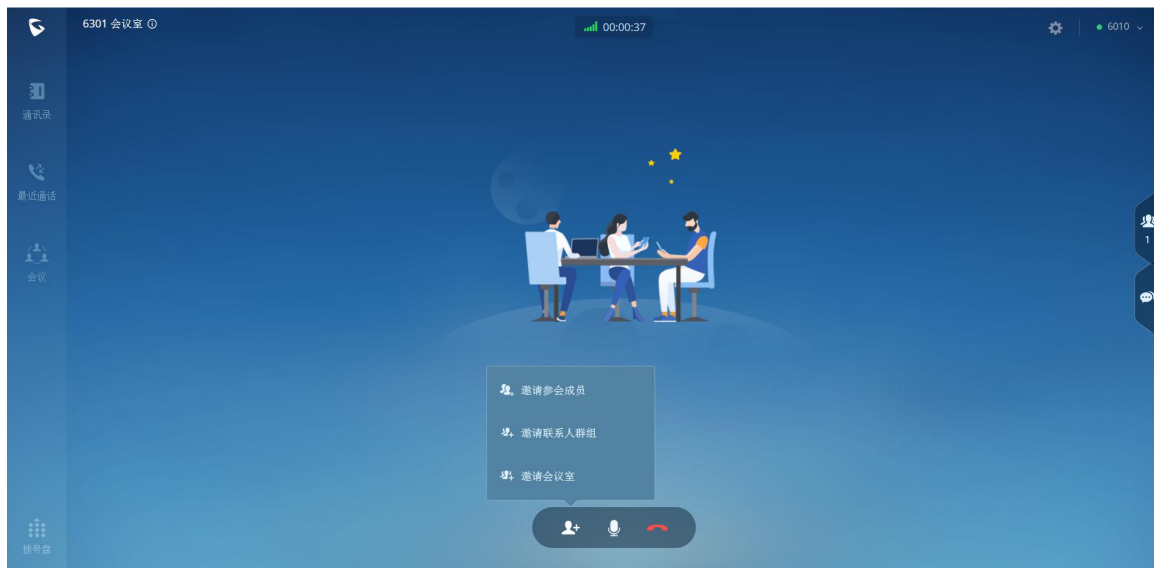 6301 会议室
00:00:37
6010
通讯录
最近通话
会议
1
邀请参会成员
邀请联系人群组
邀请会议室
拨号盘